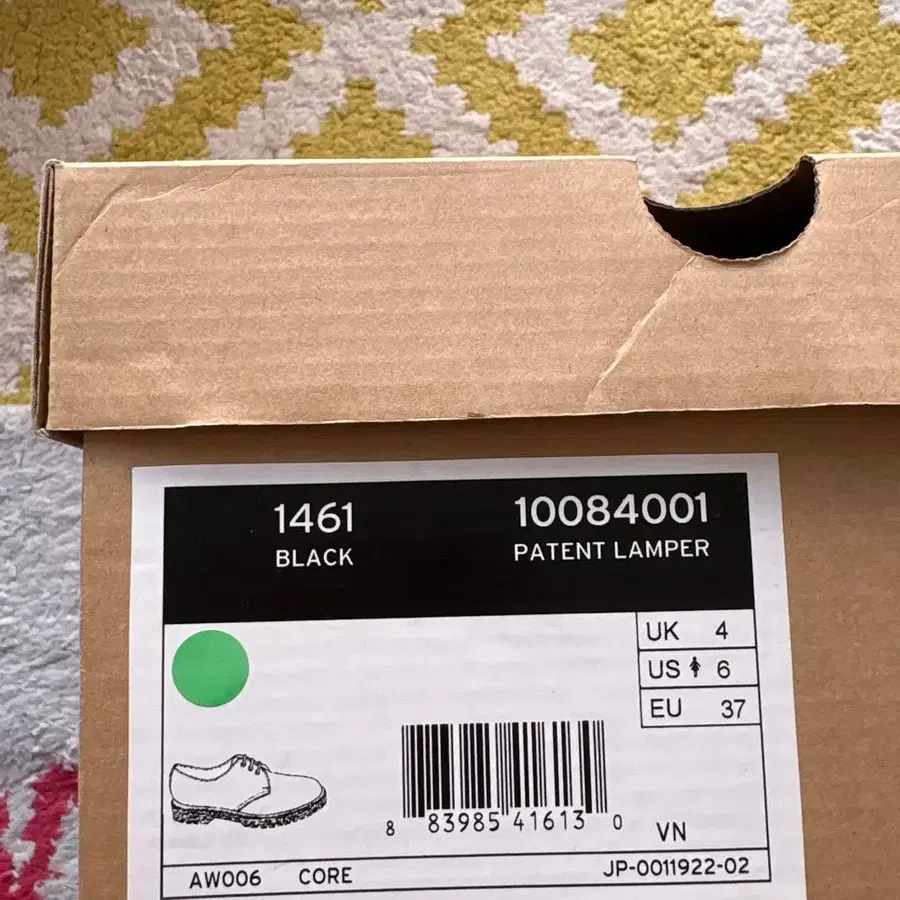 1461 10084001
BLACK PATENT LAMPER
UK 4
US 6
EU 37
8 83985 41613 0 VN
AW006 CORE JP-0011922-02